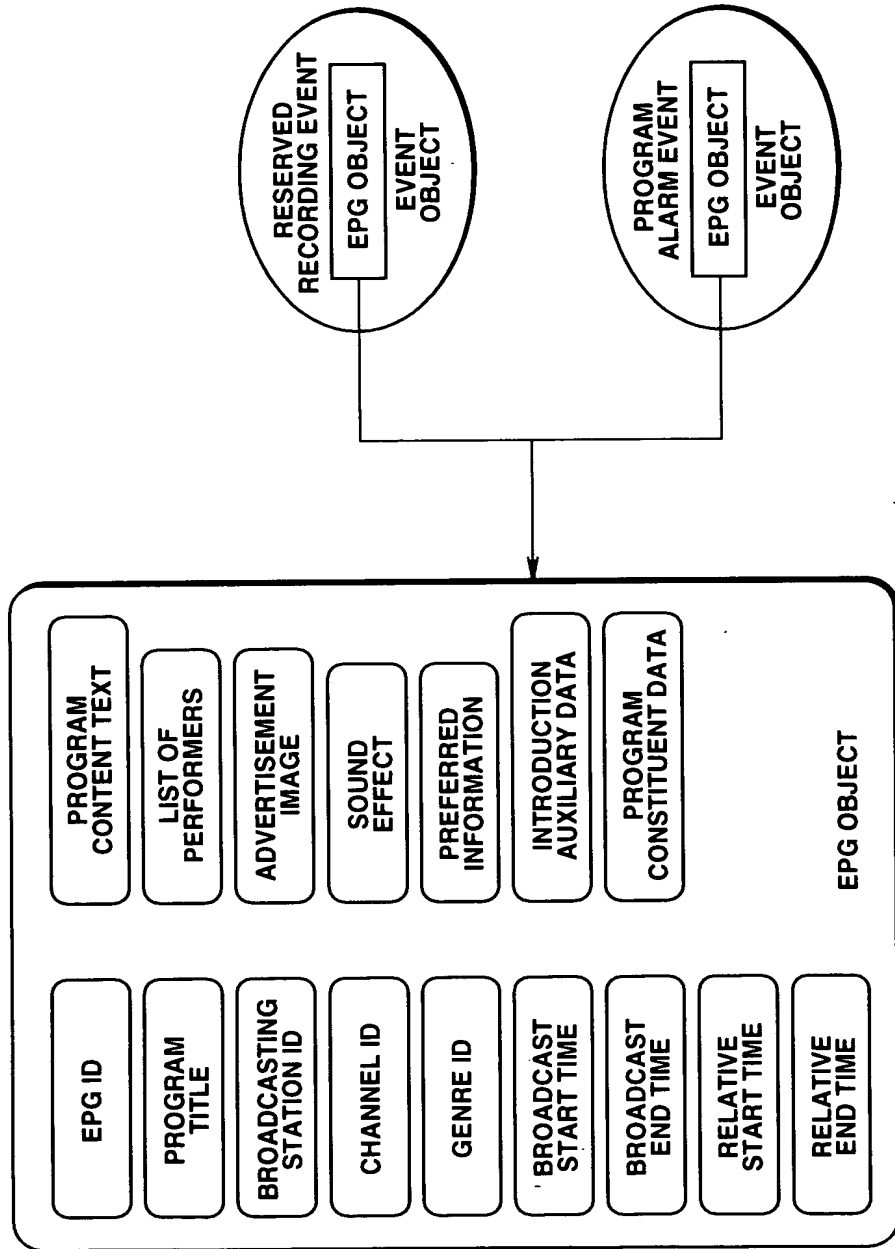 EPG ID
PROGRAM
TITLE
BROADCASTING
STATION ID
CHANNEL ID
GENRE ID
BROADCAST
START TIME
BROADCAST
END TIME
RELATIVE
START TIME
RELATIVE
END TIME
PROGRAM
CONTENT TEXT
LIST OF
PERFORMERS
ADVERTISEMENT
IMAGE
SOUND
EFFECT
PREFERRED
INFORMATION
INTRODUCTION
AUXILIARY DATA
PROGRAM
CONSTITUENT DATA
EPG OBJECT
RESERVED
RECORDING EVENT
EPG OBJECT
EVENT
OBJECT
PROGRAM
ALARM EVENT
EPG OBJECT
EVENT
OBJECT